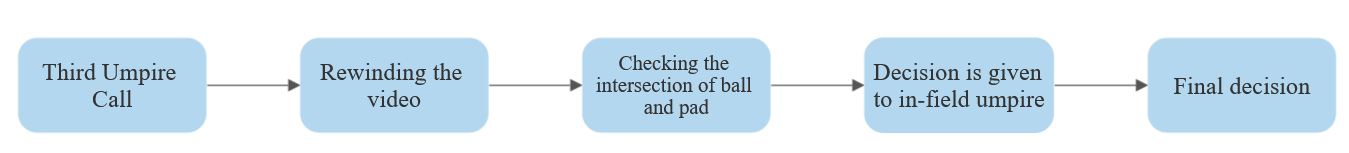 Third Umpire
Call
Rewinding the
video
Checking the
intersection of ball
and pad
Decision is given
to in-field umpire
Final decision